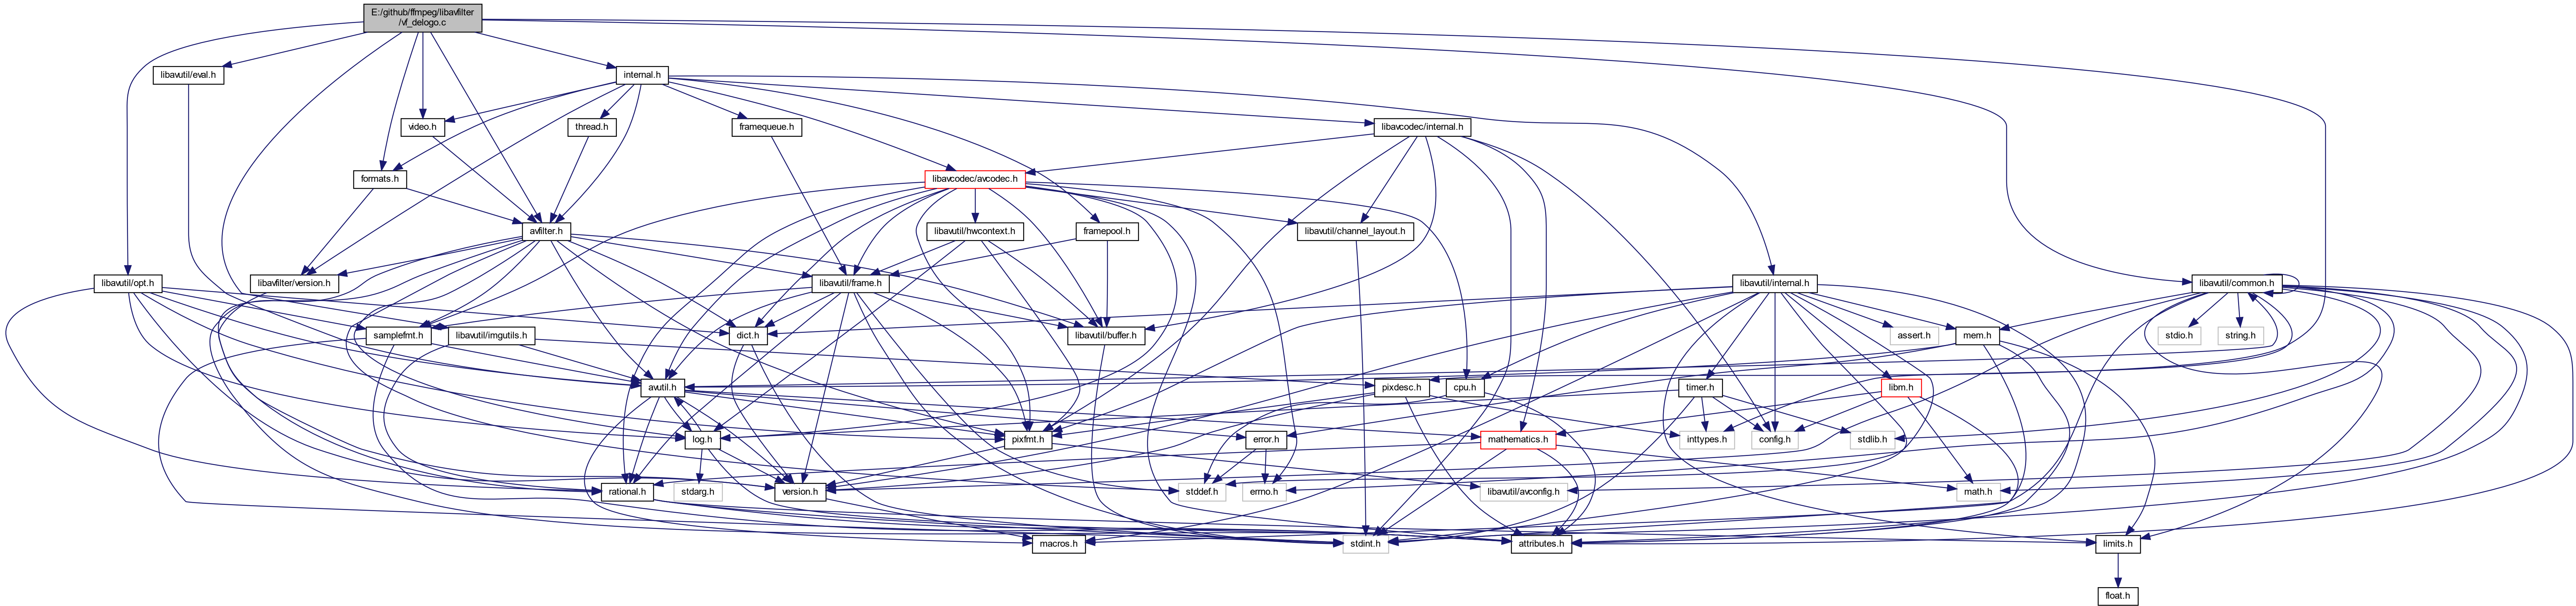 E:/github/ffmpeg/libavfilter
/vf_delogo.c
libavutil/eval.h
internal.h
video.h
thread.h
framequeue.h
libavcodec/internal.h
formats.h
libavcodec/avcodec.h
avfilter.h
libavutil/hwcontext.h
framepool.h
libavutil/channel_layout.h
libavutil/opt.h
libavfilter/version.h
libavutil/frame.h
libavutil/internal.h
libavutil/common.h
samplefmt.h
libavutil/imgutils.h
dict.h
libavutil/buffer.h
assert.h
mem.h
stdio.h
string.h
avutil.h
pixdesc.h
cpu.h
timer.h
libm.h
log.h
pixfmt.h
error.h
mathematics.h
inttypes.h
config.h
stdlib.h
rational.h
stdarg.h
version.h
stddef.h
errno.h
libavutil/avconfig.h
math.h
macros.h
stdint.h
attributes.h
limits.h
float.h